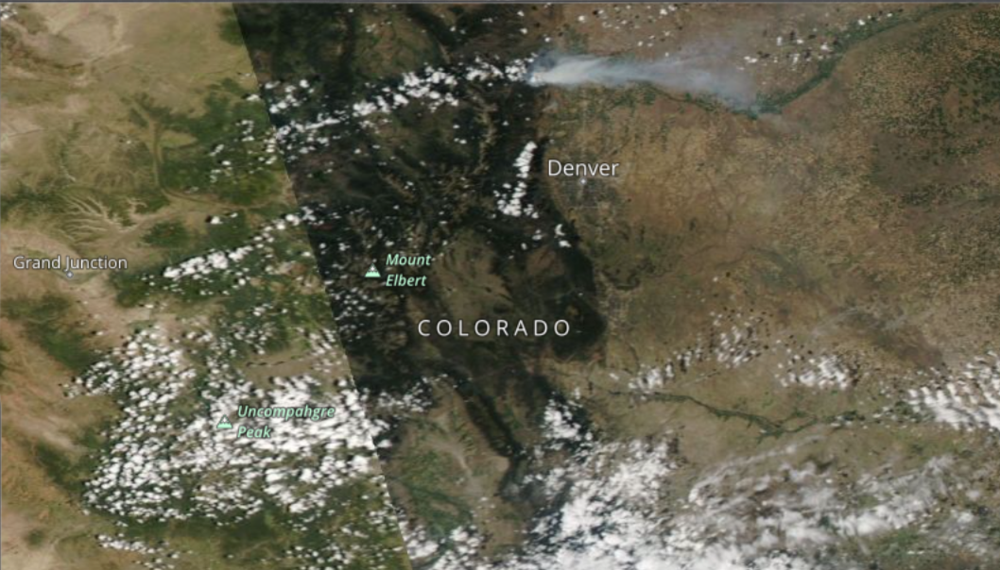 Denver
Grand Junction
Mount
Elbert
COLORADO
Uncompahgre
Peak